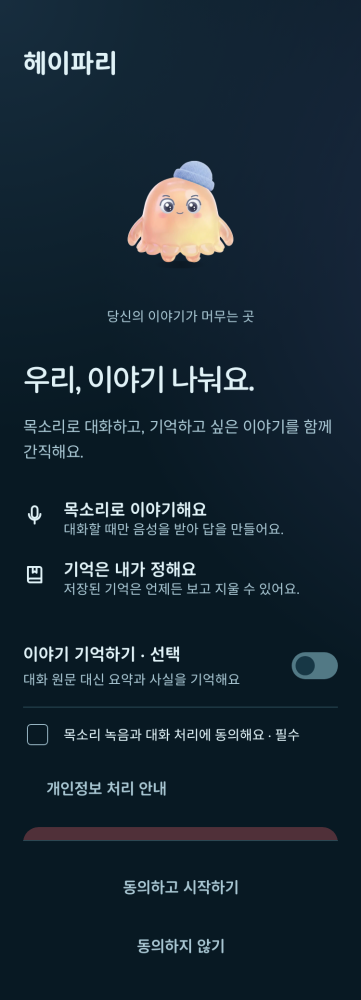 헤이파리
당신의 이야기가 머무는 곳
우리, 이야기 나눠요.
목소리로 대화하고, 기억하고 싶은 이야기를 함께
간직해요.
목소리로 이야기해요
대화할 때만 음성을 받아 답을 만들어요.
기억은 내가 정해요
저장된 기억은 언제든 보고 지울 수 있어요.
이야기 기억하기 · 선택
대화 원문 대신 요약과 사실을 기억해요
목소리 녹음과 대화 처리에 동의해요 · 필수
개인정보 처리 안내
동의하고 시작하기
동의하지 않기